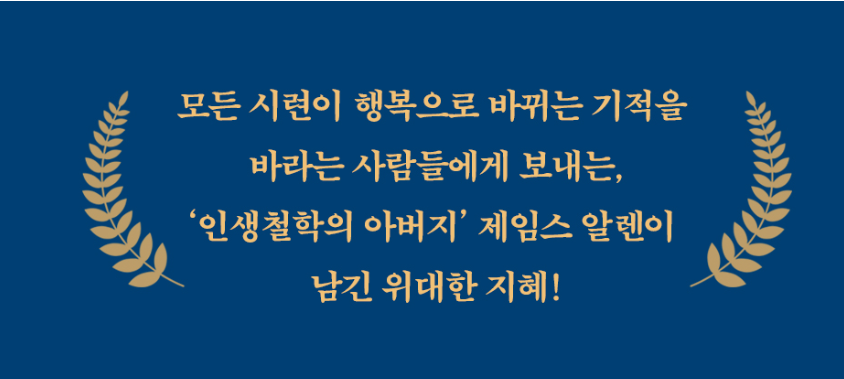 모든 시련이 행복으로 바뀌는 기적을
바라는 사람들에게 보내는,
‘인생철학의 아버지’ 제임스 알렌이
남긴 위대한 지혜!